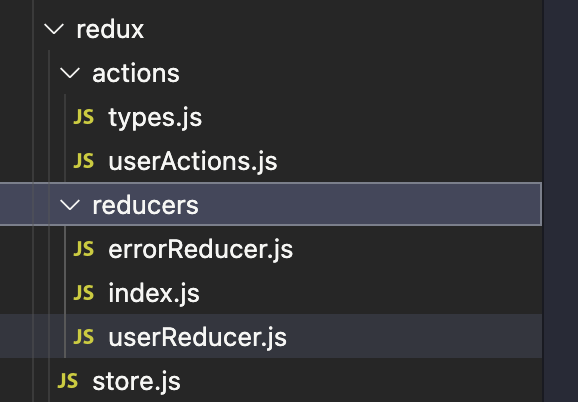 redux
actions
JS types.js
JS userActions.js
reducers
JS errorReducer.js
JS index.js
JS userReducer.js
JS store.js